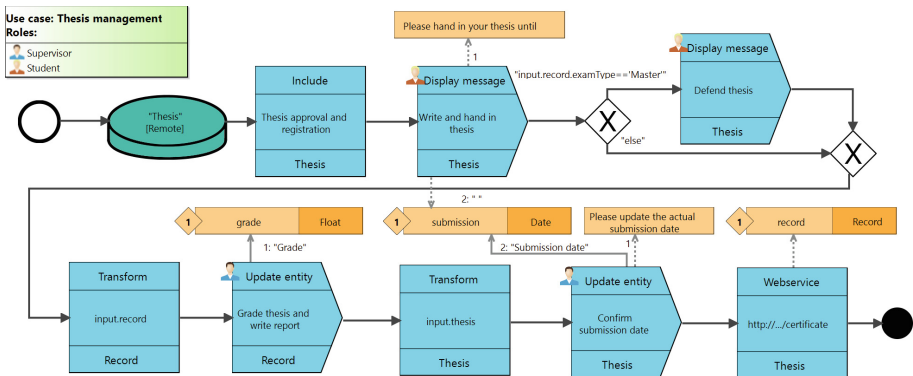 Use case: Thesis management
Roles:
Supervisor
Student
Please hand in your thesis until
1
"Thesis"
[Remote]
Include
Thesis approval and
registration
Thesis
Display message
Write and hand in
thesis
Thesis
"input.record.examType=='Master'"
X
"else"
Display message
Defend thesis
Thesis
X
2: " "
1
grade
Float
1: "Grade"
1
submission
Date
2: "Submission date"
Please update the actual
submission date
1
1
record
Record
Transform
input.record
Record
Update entity
Grade thesis and
write report
Record
Transform
input.thesis
Thesis
Update entity
Confirm
submission date
Thesis
Webservice
http://.../certificate
Thesis